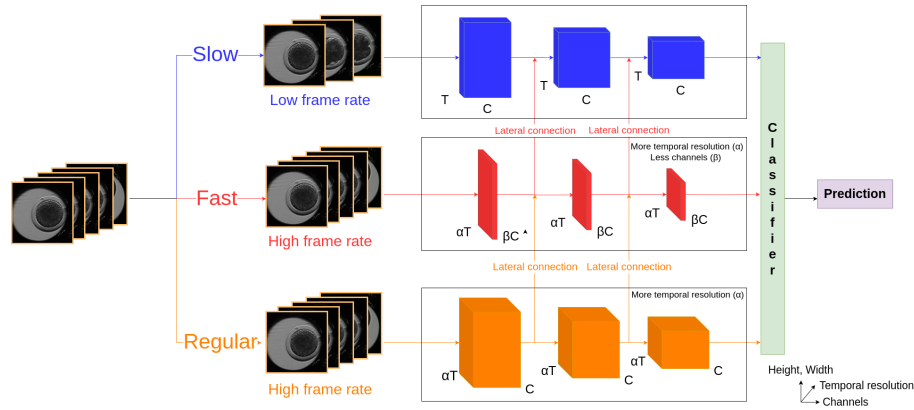 Slow
Low frame rate
T
C
T
C
T
C
Lateral connection
Lateral connection
Fast
High frame rate
More temporal resolution (α)
Less channels (β)
αT
βC
αT
βC
αT
βC
Lateral connection
Lateral connection
Regular
High frame rate
More temporal resolution (α)
αT
C
αT
C
αT
C
Classifier
Prediction
Height, Width
Temporal resolution
Channels